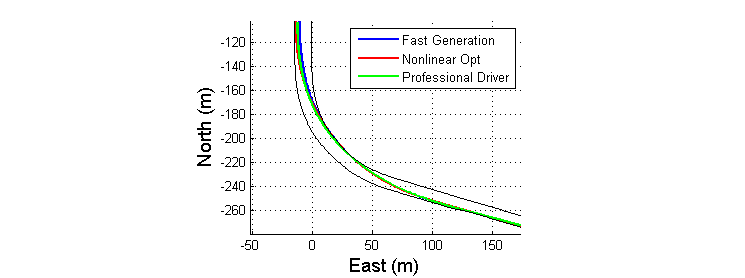 -120
-140
-160
-180
-200
-220
-240
-260
North (m)
Fast Generation
Nonlinear Opt
Professional Driver
-50 0 50 100 150
East (m)